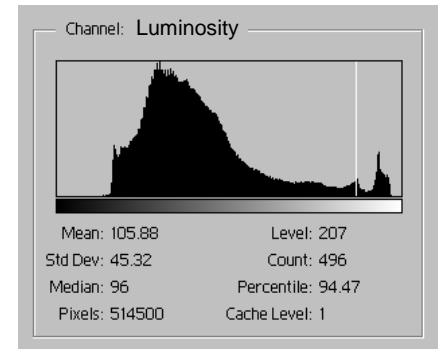 Channel: Luminosity
Mean: 105.88 Level: 207
Std Dev: 45.32 Count: 496
Median: 96 Percentile: 94.47
Pixels: 514500 Cache Level: 1